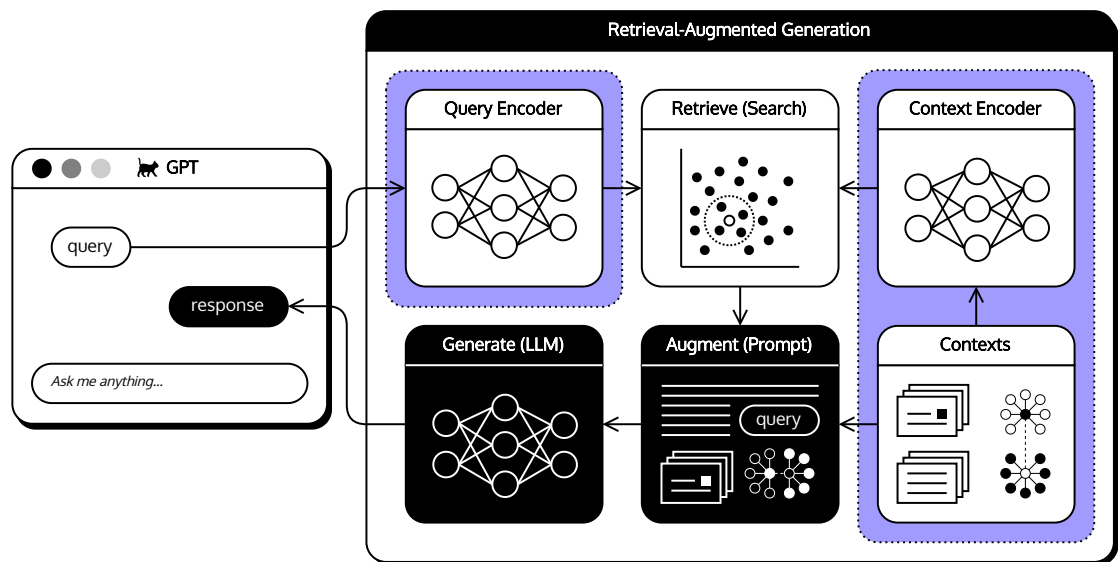 Retrieval-Augmented Generation
GPT
query
response
Ask me anything...
Query Encoder
Retrieve (Search)
Context Encoder
Generate (LLM)
Augment (Prompt)
query
Contexts